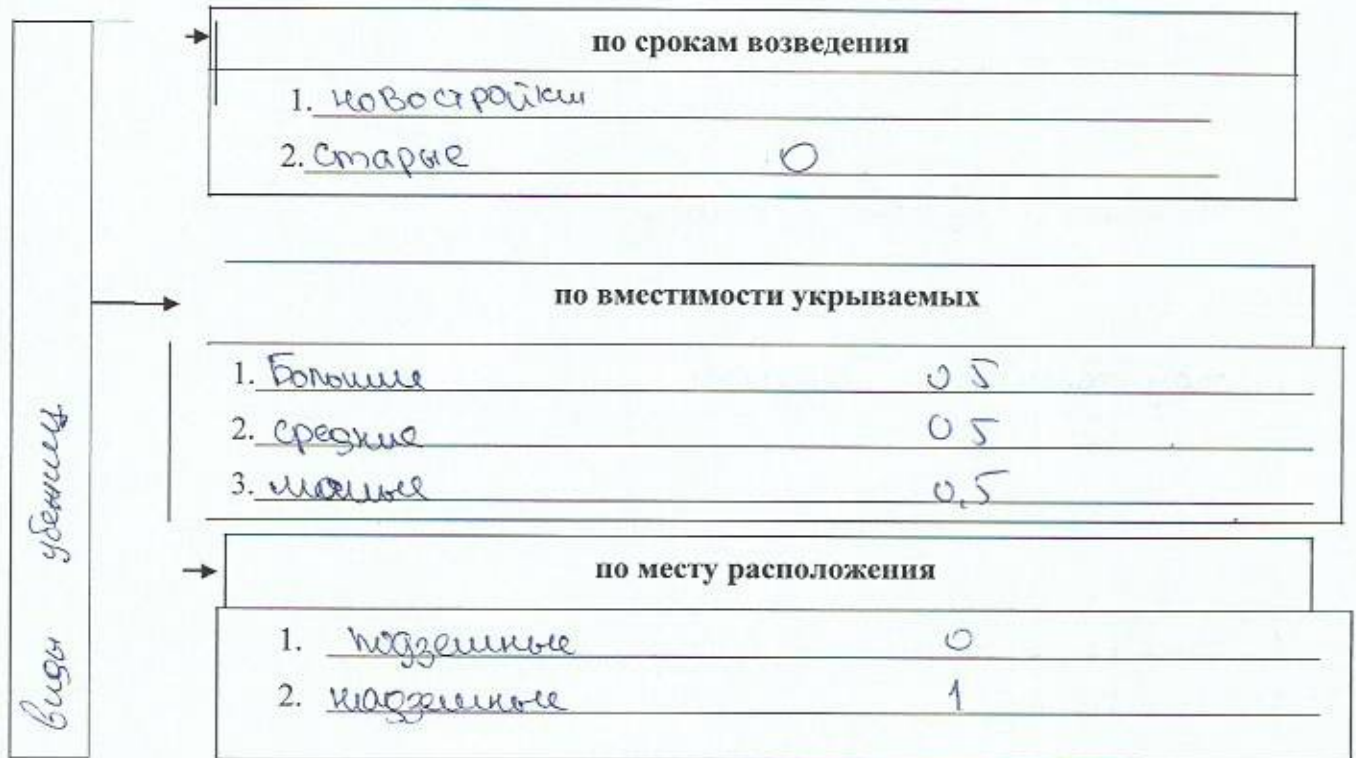 виды убежищ
по срокам возведения
1. новостройки
2. старые 0
по вместимости укрываемых
1. Большие 0 5
2. средние 0 5
3. малые 0,5
по месту расположения
1. подземные 0
2. надземные 1